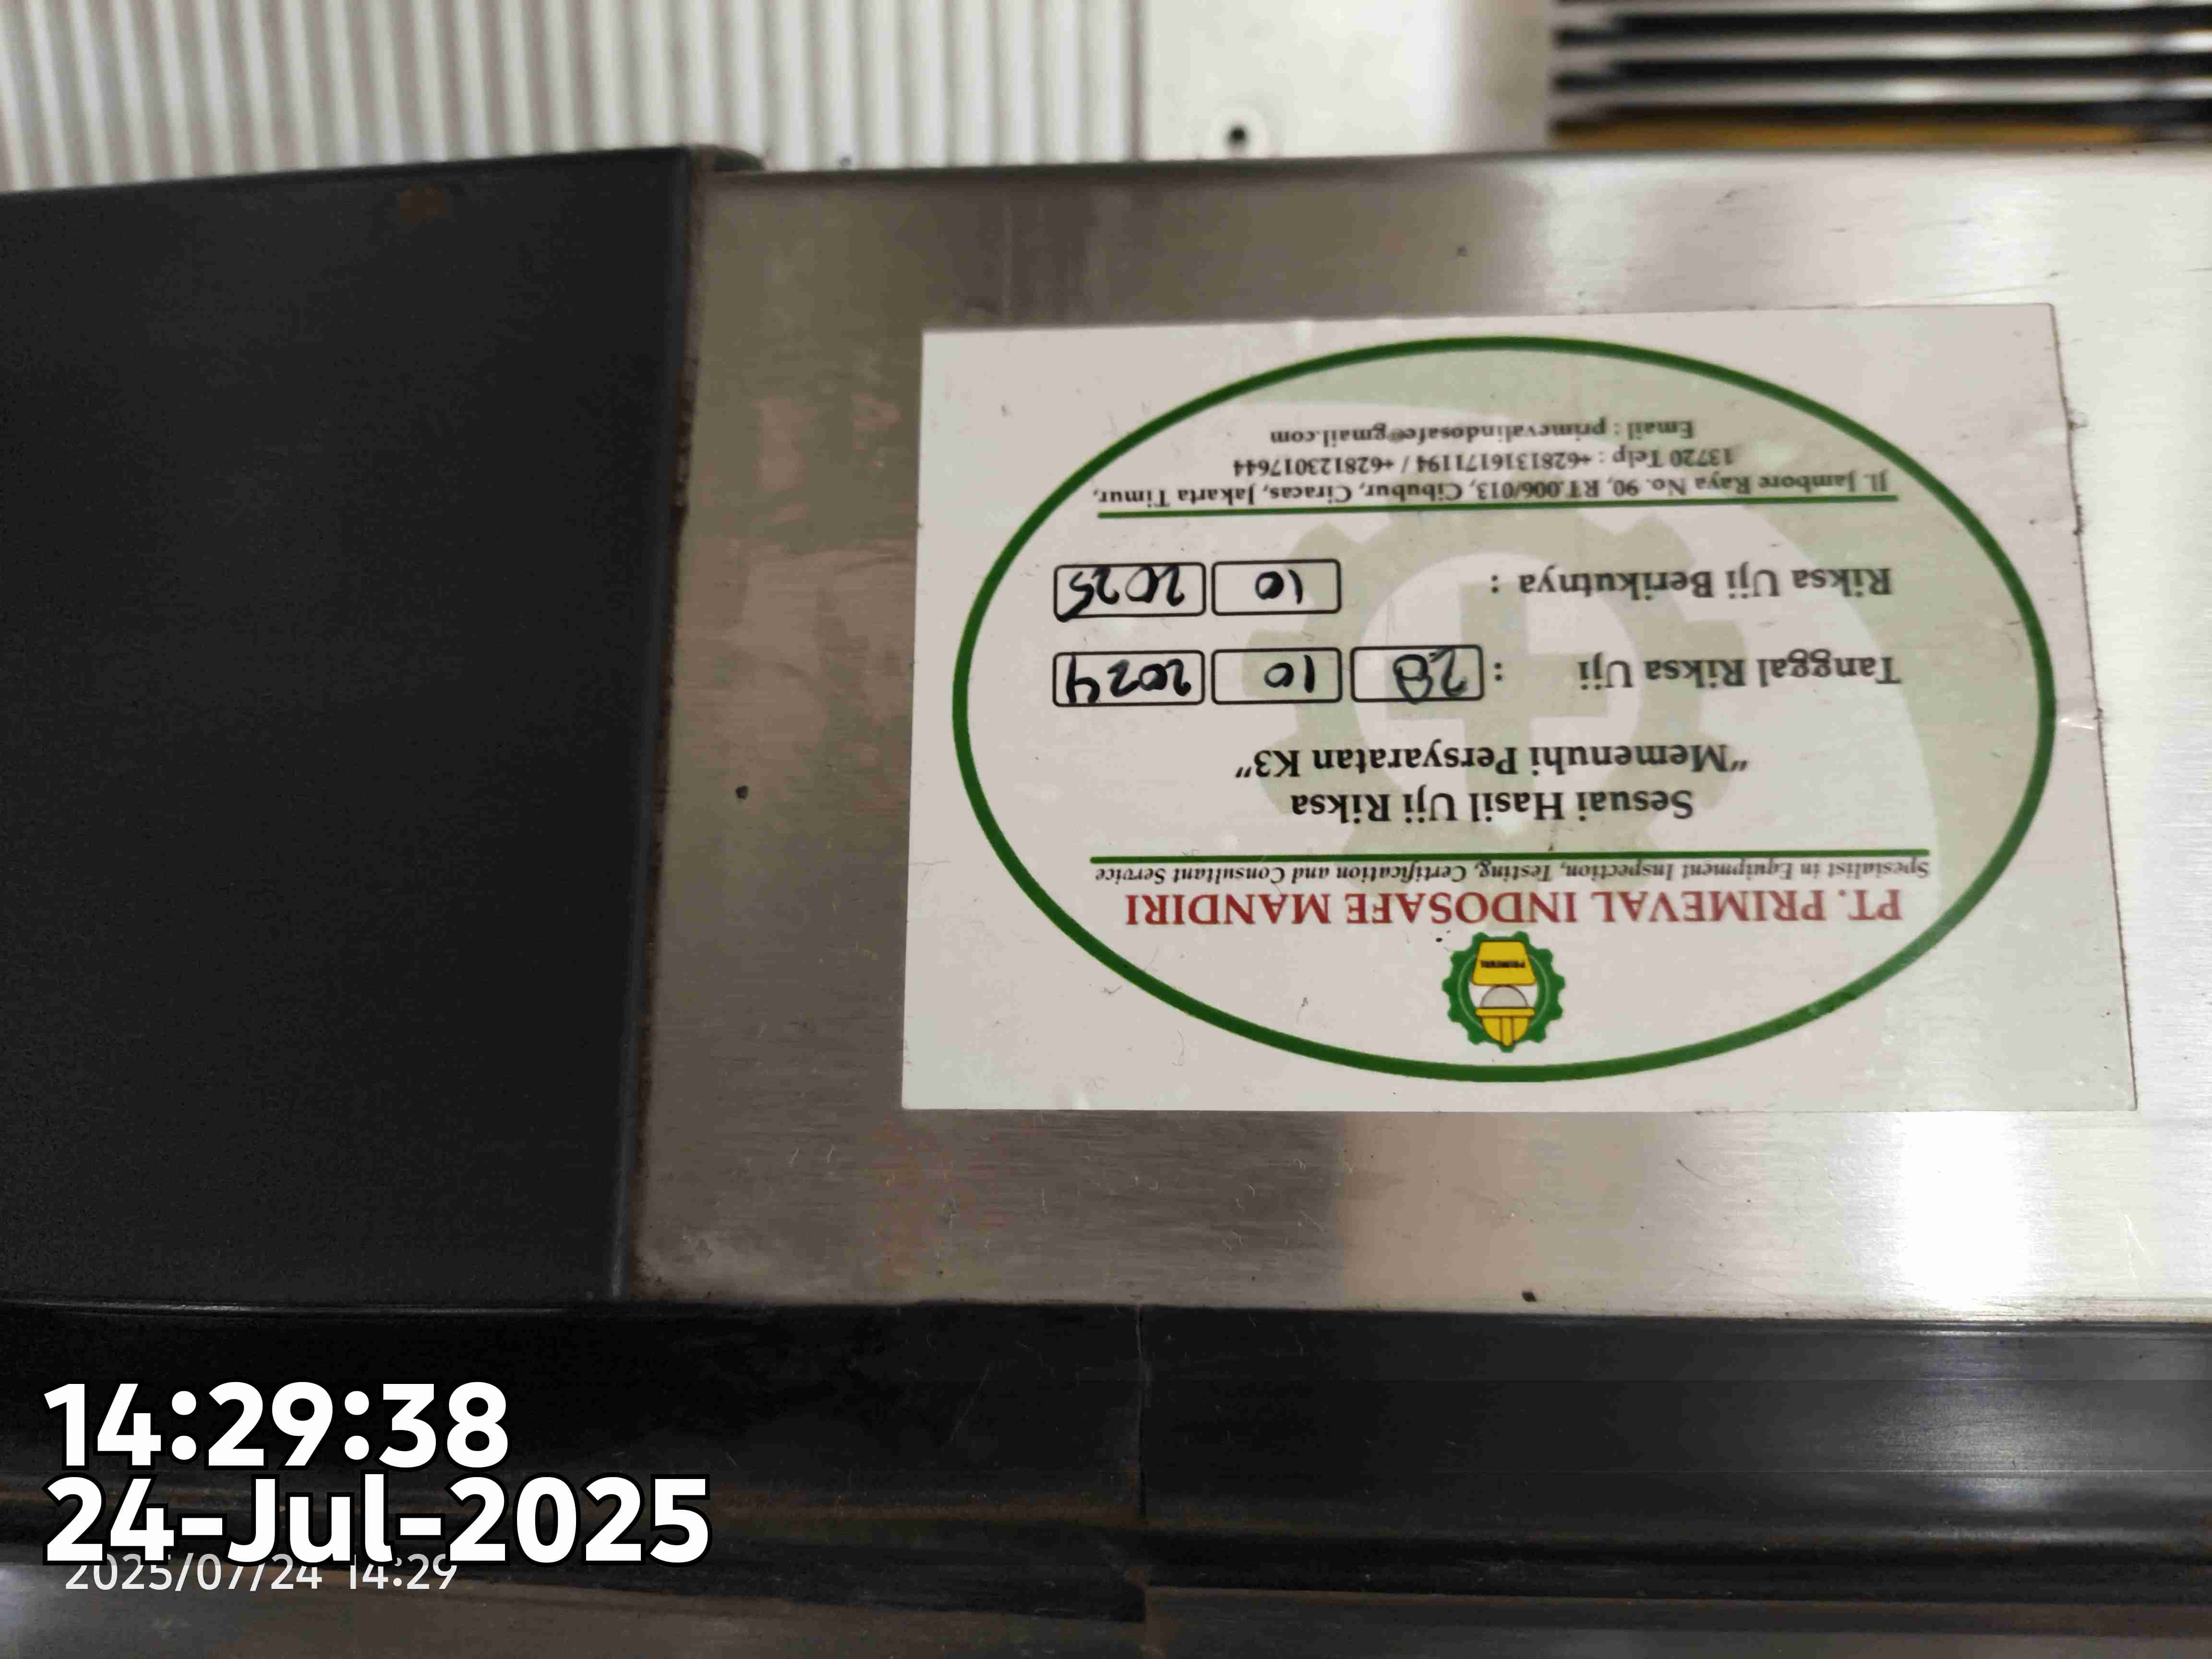 PRIMEVAL
PT. PRIMEVAL INDOSAFE MANDIRI
Spesialist in Equipment Inspection, Testing, Certification and Consultant Service
Sesuai Hasil Uji Riksa
"Memenuhi Persyaratan K3"
Tanggal Riksa Uji : 28 10 2024
Riksa Uji Berikutnya : 10 2025
Jl. Jambore Raya No. 90, RT.006/013, Cibubur, Ciracas, Jakarta Timur,
13720 Telp : +6281316171194 / +628123017644
Email : primevalindosafe@gmail.com
14:29:38
24-Jul-2025
2025/07/24 14:29